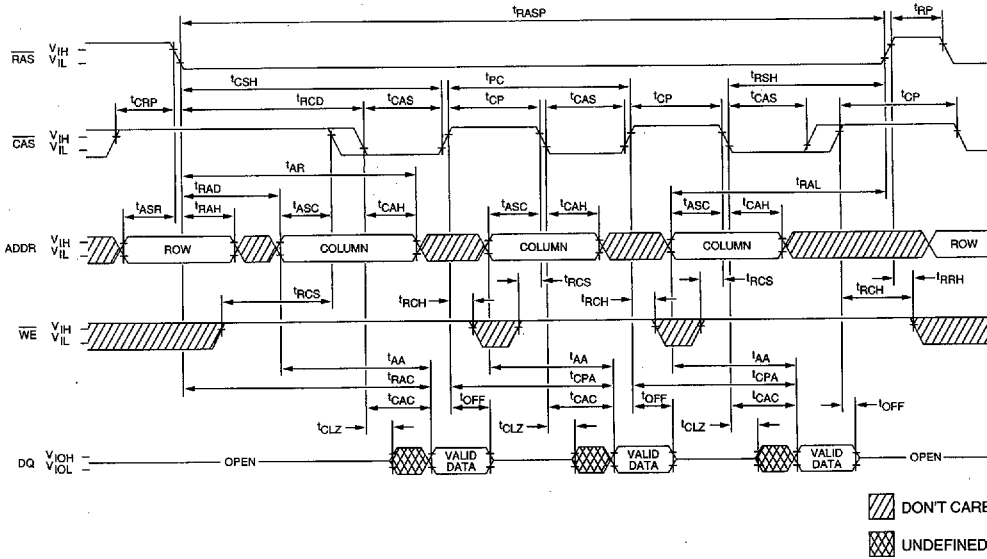 tRASP tRP
RAS VIH
VIL
tCSH tPC tRSH
tCRP tRCD tCAS tCP tCAS tCP tCAS tCP
CAS VIH
VIL
tAR
tRAD tRAL
tASR tRAH tASC tCAH tASC tCAH tASC tCAH
ADDR VIH
VIL
ROW COLUMN COLUMN COLUMN ROW
tRCS tRCH tRCS tRCH tRCS tRCH tRRH
WE VIH
VIL
tAA tAA tAA
tRAC tCPA tCPA
tCAC tOFF tCAC tOFF tCAC tOFF
tCLZ tCLZ tCLZ
DQ VIOH
VIOL
OPEN VALID DATA VALID DATA VALID DATA OPEN
DON'T CARE
UNDEFINED